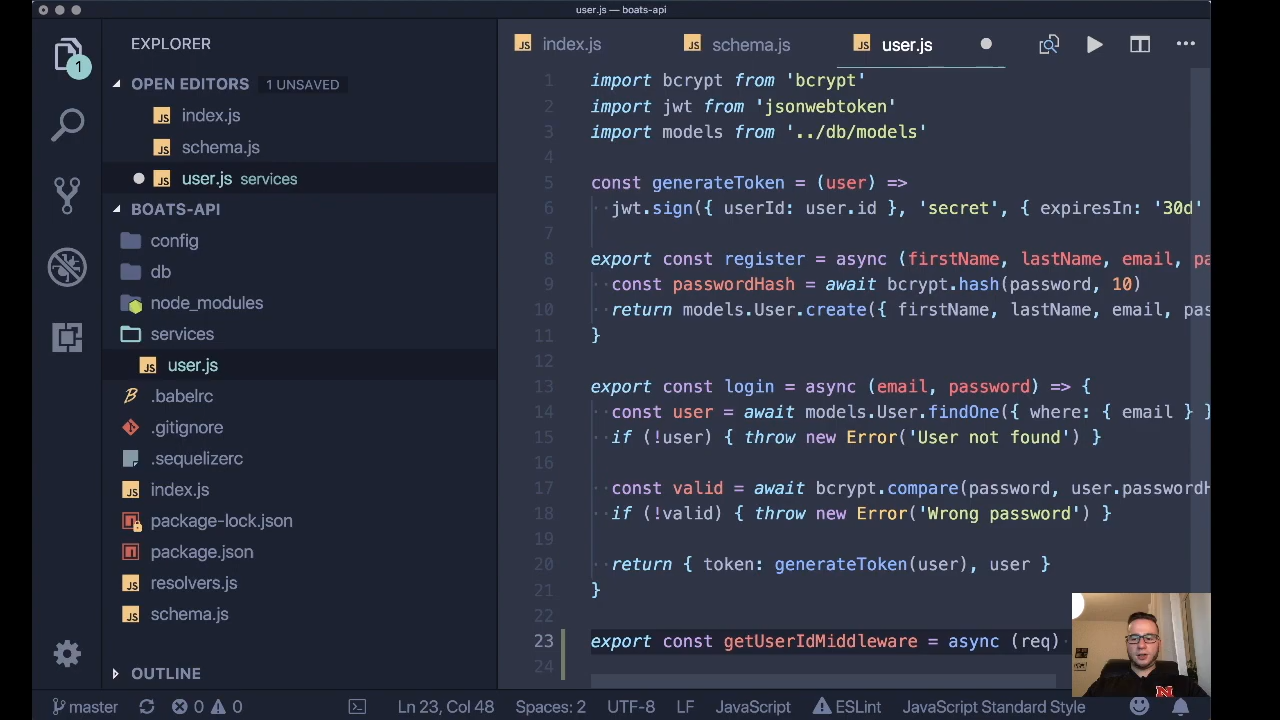 user.js — boats-api
EXPLORER
OPEN EDITORS 1 UNSAVED
index.js
schema.js
user.js services
BOATS-API
config
db
node_modules
services
user.js
.babelrc
.gitignore
.sequelizerc
index.js
package-lock.json
package.json
resolvers.js
schema.js
OUTLINE
index.js schema.js user.js
1 import bcrypt from 'bcrypt'
2 import jwt from 'jsonwebtoken'
3 import models from '../db/models'
4
5 const generateToken = (user) =>
6 jwt.sign({ userId: user.id }, 'secret', { expiresIn: '30d'
7
8 export const register = async (firstName, lastName, email, pa
9 const passwordHash = await bcrypt.hash(password, 10)
10 return models.User.create({ firstName, lastName, email, pas
11 }
12
13 export const login = async (email, password) => {
14 const user = await models.User.findOne({ where: { email } }
15 if (!user) { throw new Error('User not found') }
16
17 const valid = await bcrypt.compare(password, user.passwordH
18 if (!valid) { throw new Error('Wrong password') }
19
20 return { token: generateToken(user), user }
21 }
22
23 export const getUserIdMiddleware = async (req)
24
1
master 0 0 Ln 23, Col 48 Spaces: 2 UTF-8 LF JavaScript ESLint JavaScript Standard Style